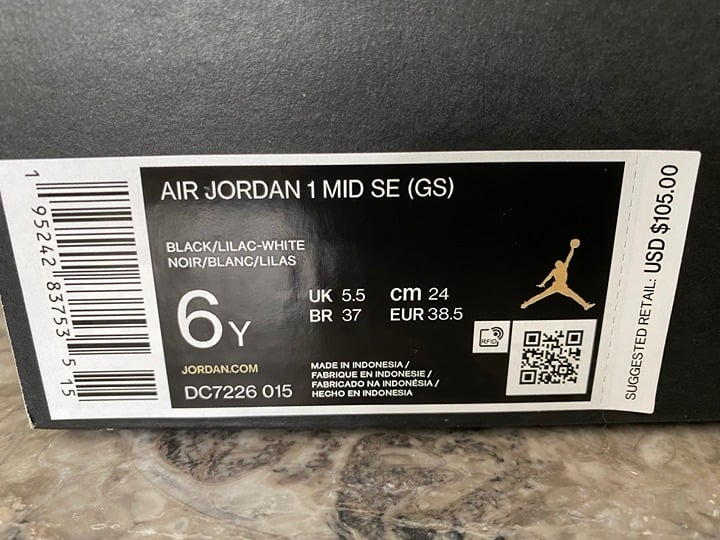 1 95242 83753 5 15
AIR JORDAN 1 MID SE (GS)
BLACK/LILAC-WHITE
NOIR/BLANC/LILAS
6Y
UK 5.5 cm 24
BR 37 EUR 38.5
JORDAN.COM
DC7226 015
MADE IN INDONESIA /
FABRIQUE EN INDONESIE /
FABRICADO NA INDONÉSIA /
HECHO EN INDONESIA
RFID
SUGGESTED RETAIL: USD $105.00